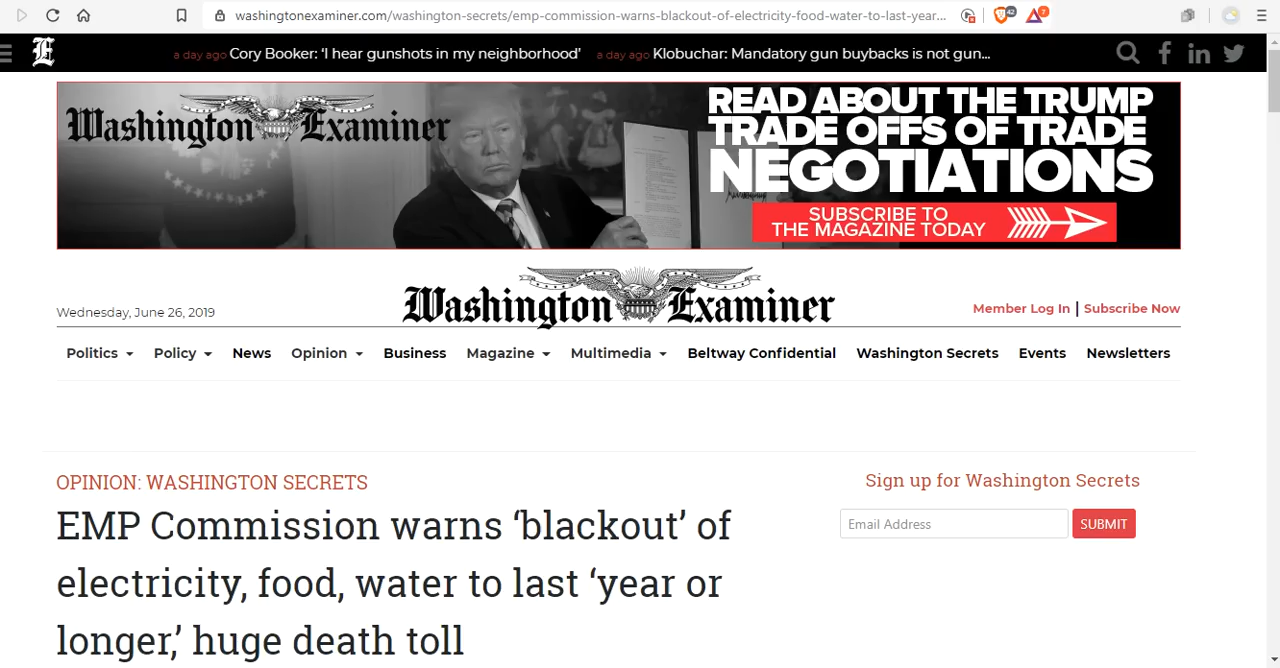 washingtonexaminer.com/washington-secrets/emp-commission-warns-blackout-of-electricity-food-water-to-last-year...
42
7
E
a day ago Cory Booker: 'I hear gunshots in my neighborhood' a day ago Klobuchar: Mandatory gun buybacks is not gun...
Washington Examiner
READ ABOUT THE TRUMP
TRADE OFFS OF TRADE
NEGOTIATIONS
SUBSCRIBE TO
THE MAGAZINE TODAY
Washington Examiner
Wednesday, June 26, 2019
Member Log In | Subscribe Now
Politics Policy News Opinion Business Magazine Multimedia Beltway Confidential Washington Secrets Events Newsletters
OPINION: WASHINGTON SECRETS
EMP Commission warns ‘blackout’ of
electricity, food, water to last ‘year or
longer,’ huge death toll
Sign up for Washington Secrets
Email Address SUBMIT